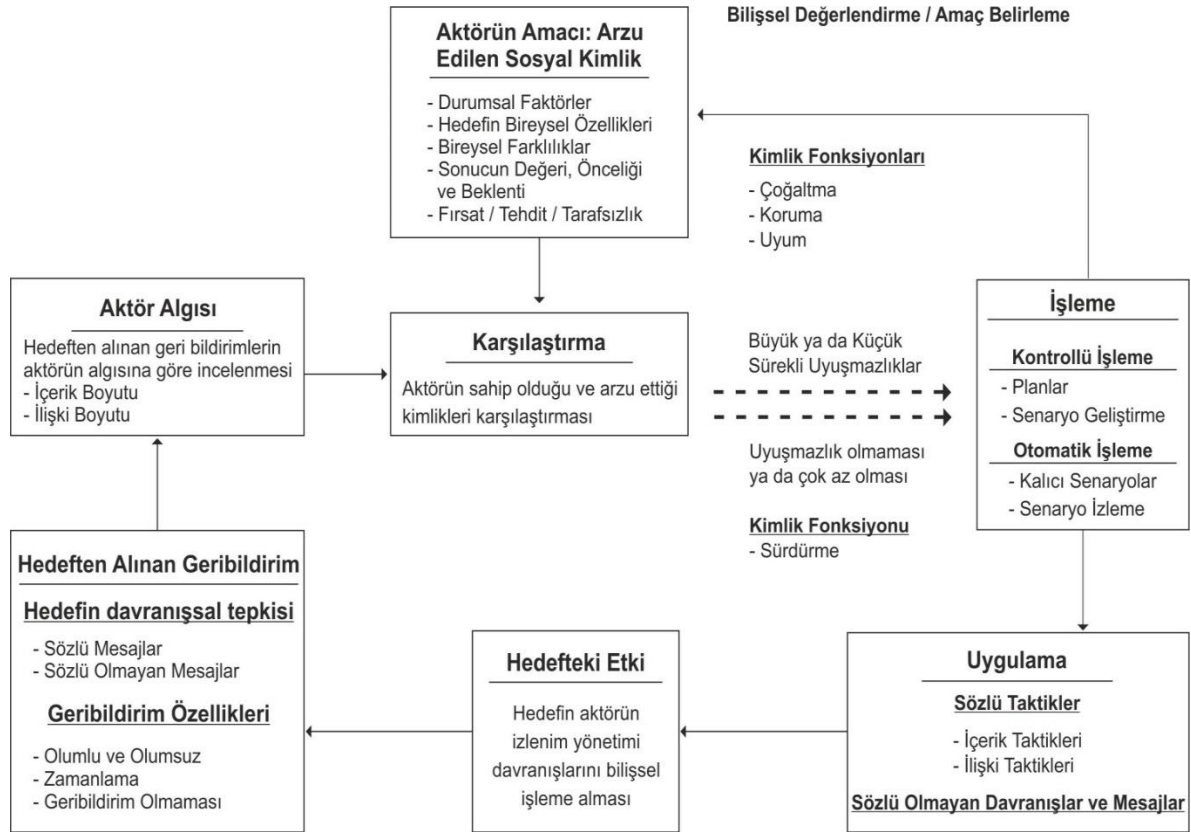 Aktörün Amacı: Arzu
Edilen Sosyal Kimlik
- Durumsal Faktörler
- Hedefin Bireysel Özellikleri
- Bireysel Farklılıklar
- Sonucun Değeri, Önceliği
ve Beklenti
- Fırsat / Tehdit / Tarafsızlık
Bilişsel Değerlendirme / Amaç Belirleme
Kimlik Fonksiyonları
- Çoğaltma
- Koruma
- Uyum
Aktör Algısı
Hedeften alınan geri bildirimlerin
aktörün algısına göre incelenmesi
- İçerik Boyutu
- İlişki Boyutu
Karşılaştırma
Aktörün sahip olduğu ve arzu ettiği
kimlikleri karşılaştırması
Büyük ya da Küçük
Sürekli Uyuşmazlıklar
Uyuşmazlık olmaması
ya da çok az olması
Kimlik Fonksiyonu
- Sürdürme
İşleme
Kontrollü İşleme
- Planlar
- Senaryo Geliştirme
Otomatik İşleme
- Kalıcı Senaryolar
- Senaryo İzleme
Hedeften Alınan Geribildirim
Hedefin davranışsal tepkisi
- Sözlü Mesajlar
- Sözlü Olmayan Mesajlar
Geribildirim Özellikleri
- Olumlu ve Olumsuz
- Zamanlama
- Geribildirim Olmaması
Hedefteki Etki
Hedefin aktörün
izlenim yönetimi
davranışlarını bilişsel
işleme alması
Uygulama
Sözlü Taktikler
- İçerik Taktikleri
- İlişki Taktikleri
Sözlü Olmayan Davranışlar ve Mesajlar